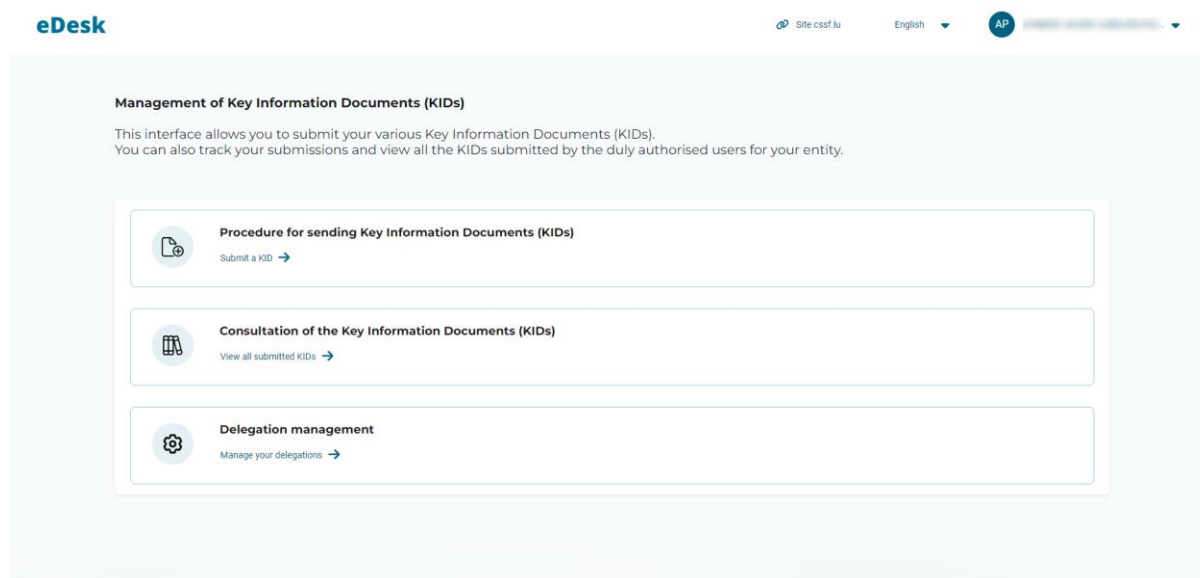 eDesk
Site cssf.lu
English
AP
Management of Key Information Documents (KIDs)
This interface allows you to submit your various Key Information Documents (KIDs).
You can also track your submissions and view all the KIDs submitted by the duly authorised users for your entity.
Procedure for sending Key Information Documents (KIDs)
Submit a KID
Consultation of the Key Information Documents (KIDs)
View all submitted KIDs
Delegation management
Manage your delegations